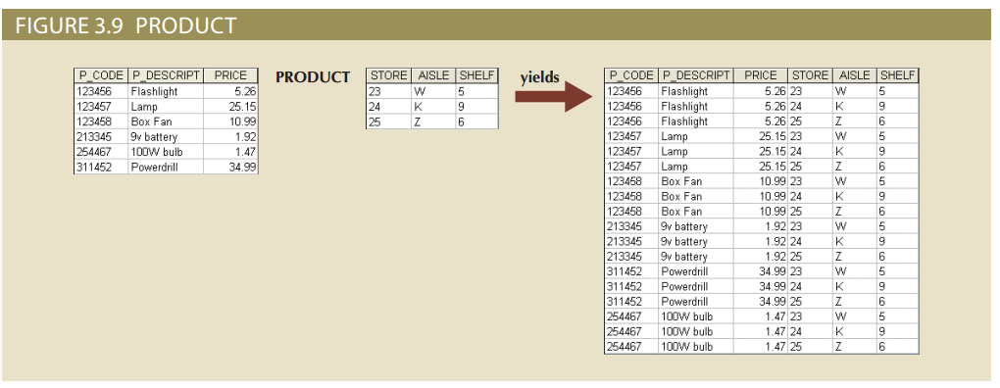 FIGURE 3.9 PRODUCT
P_CODE P_DESCRIPT PRICE
123456 Flashlight 5.26
123457 Lamp 25.15
123458 Box Fan 10.99
213345 9v battery 1.92
254467 100W bulb 1.47
311452 Powerdrill 34.99
PRODUCT
STORE AISLE SHELF
23 W 5
24 K 9
25 Z 6
yields
P_CODE P_DESCRIPT PRICE STORE AISLE SHELF
123456 Flashlight 5.26 23 W 5
123456 Flashlight 5.26 24 K 9
123456 Flashlight 5.26 25 Z 6
123457 Lamp 25.15 23 W 5
123457 Lamp 25.15 24 K 9
123457 Lamp 25.15 25 Z 6
123458 Box Fan 10.99 23 W 5
123458 Box Fan 10.99 24 K 9
123458 Box Fan 10.99 25 Z 6
213345 9v battery 1.92 23 W 5
213345 9v battery 1.92 24 K 9
213345 9v battery 1.92 25 Z 6
311452 Powerdrill 34.99 23 W 5
311452 Powerdrill 34.99 24 K 9
311452 Powerdrill 34.99 25 Z 6
254467 100W bulb 1.47 23 W 5
254467 100W bulb 1.47 24 K 9
254467 100W bulb 1.47 25 Z 6